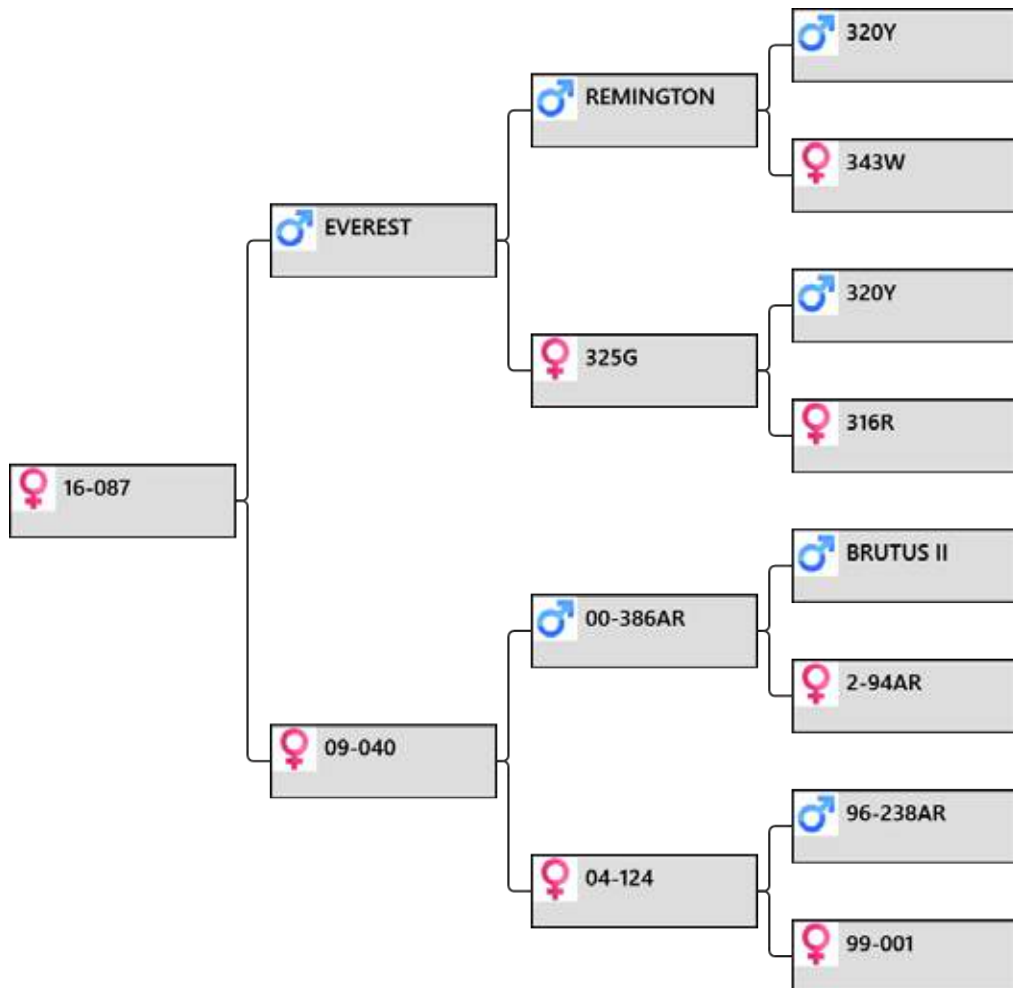 320Y
REMINGTON
343W
EVEREST
320Y
325G
316R
16-087
BRUTUS II
00-386AR
2-94AR
09-040
96-238AR
04-124
99-001